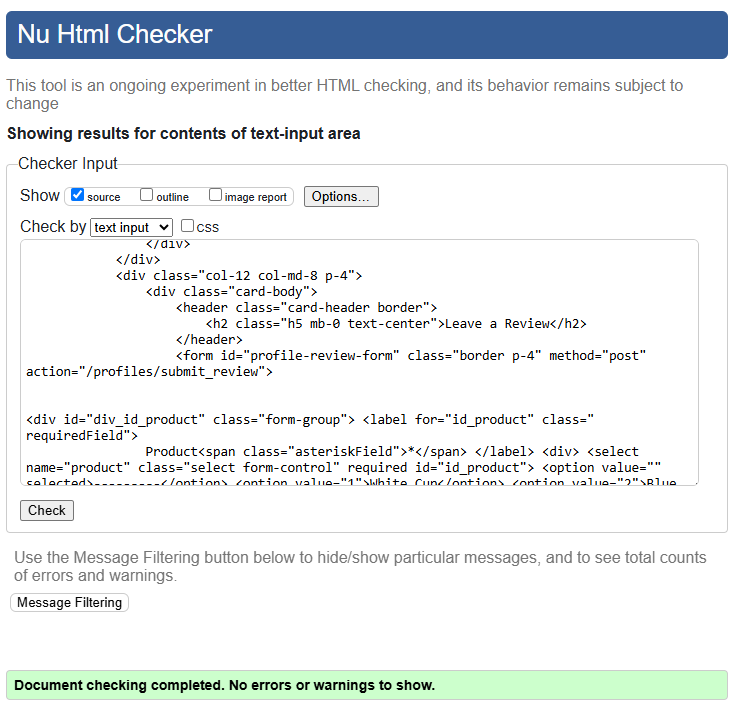 Nu Html Checker
This tool is an ongoing experiment in better HTML checking, and its behavior remains subject to
change
Showing results for contents of text-input area
Checker Input
Show source outline image report Options...
Check by text input css
</div>
</div>
<div class="col-12 col-md-8 p-4">
<div class="card-body">
<header class="card-header border">
<h2 class="h5 mb-0 text-center">Leave a Review</h2>
</header>
<form id="profile-review-form" class="border p-4" method="post"
action="/profiles/submit_review">
<div id="div_id_product" class="form-group"> <label for="id_product" class="
requiredField">
Product<span class="asteriskField">*</span> </label> <div> <select
name="product" class="select form-control" required id="id_product"> <option value=""
selected>---------</option> <option value="1">White Cup</option> <option value="2">Blue
Check
Use the Message Filtering button below to hide/show particular messages, and to see total counts
of errors and warnings.
Message Filtering
Document checking completed. No errors or warnings to show.